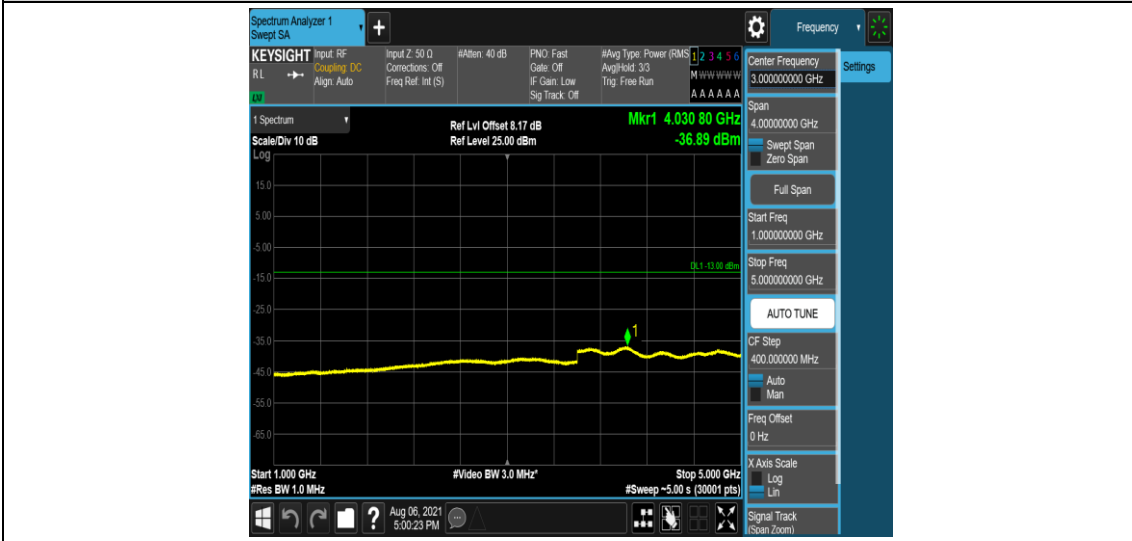 Spectrum Analyzer 1
Swept SA
+
Frequency
KEYSIGHT
RL
LXI
Input: RF
Coupling: DC
Align: Auto
Input Z: 50 Ω
Corrections: Off
Freq Ref: Int (S)
#Atten: 40 dB
PNO: Fast
Gate: Off
IF Gain: Low
Sig Track: Off
#Avg Type: Power (RMS
Avg|Hold: 3/3
Trig: Free Run
1 2 3 4 5 6
M W W W W W
A A A A A A
1 Spectrum
Scale/Div 10 dB
Ref Lvl Offset 8.17 dB
Ref Level 25.00 dBm
Mkr1 4.030 80 GHz
-36.89 dBm
Log
15.0
5.00
-5.00
-15.0
-25.0
-35.0
-45.0
-55.0
-65.0
DL1 -13.00 dBm
1
Start 1.000 GHz
#Res BW 1.0 MHz
#Video BW 3.0 MHz*
Stop 5.000 GHz
#Sweep ~5.00 s (30001 pts)
?
Aug 06, 2021
5:00:23 PM
Center Frequency
3.000000000 GHz
Span
4.00000000 GHz
Swept Span
Zero Span
Full Span
Start Freq
1.000000000 GHz
Stop Freq
5.000000000 GHz
AUTO TUNE
CF Step
400.000000 MHz
Auto
Man
Freq Offset
0 Hz
X Axis Scale
Log
Lin
Signal Track
(Span Zoom)
Settings